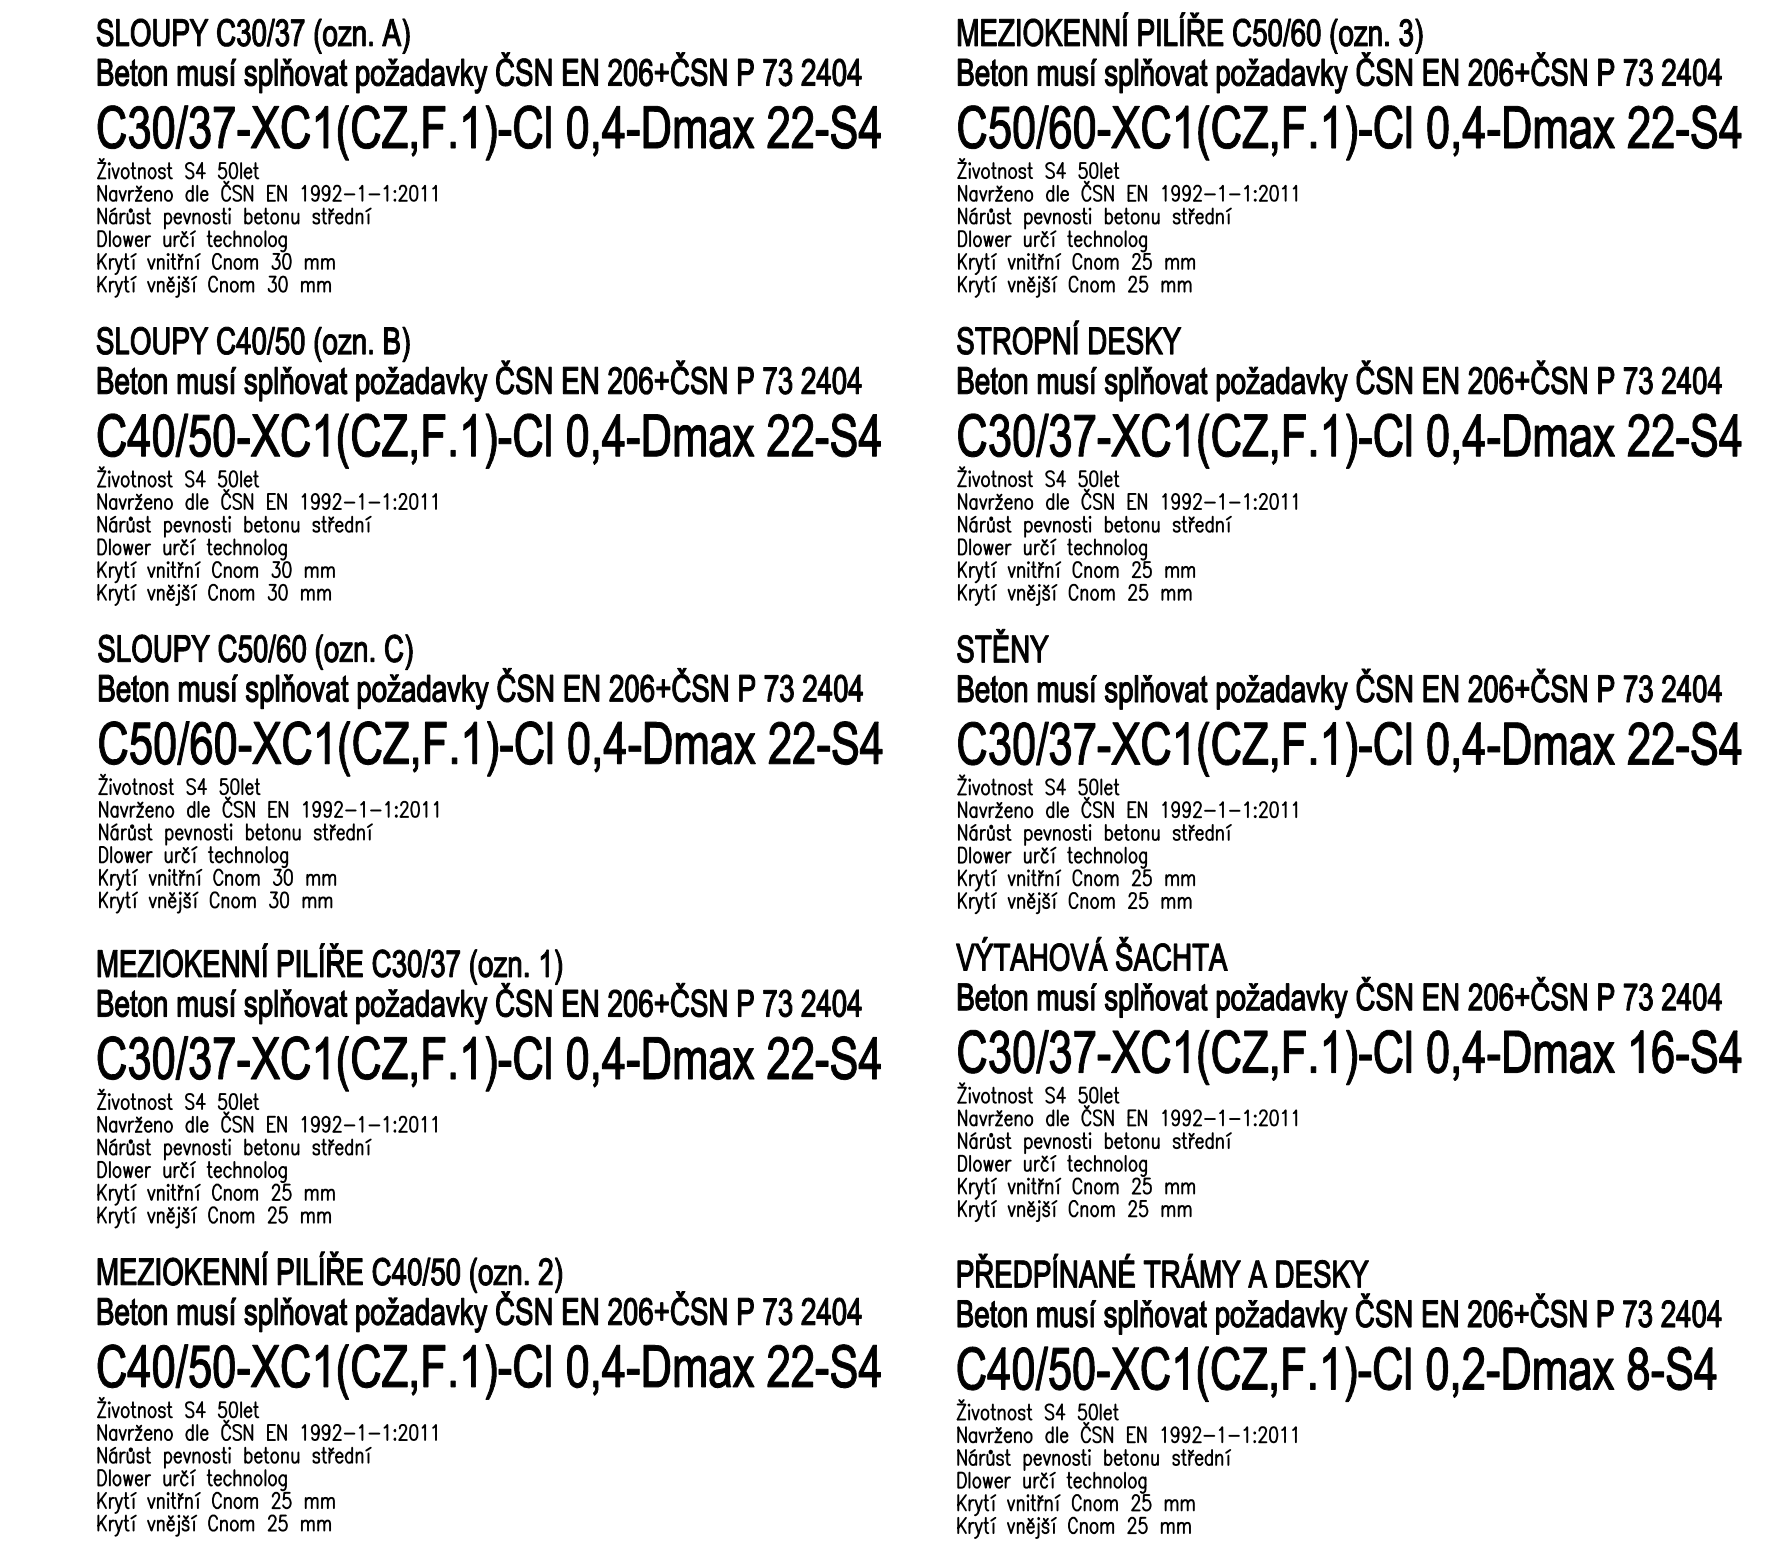 SLOUPY C30/37 (ozn. A)
Beton musí splňovat požadavky ČSN EN 206+ČSN P 73 2404
C30/37-XC1(CZ,F.1)-Cl 0,4-Dmax 22-S4
Životnost S4 50let
Navrženo dle ČSN EN 1992-1-1:2011
Nárůst pevnosti betonu střední
Dlower určí technolog
Krytí vnitřní Cnom 30 mm
Krytí vnější Cnom 30 mm
SLOUPY C40/50 (ozn. B)
Beton musí splňovat požadavky ČSN EN 206+ČSN P 73 2404
C40/50-XC1(CZ,F.1)-Cl 0,4-Dmax 22-S4
Životnost S4 50let
Navrženo dle ČSN EN 1992-1-1:2011
Nárůst pevnosti betonu střední
Dlower určí technolog
Krytí vnitřní Cnom 30 mm
Krytí vnější Cnom 30 mm
SLOUPY C50/60 (ozn. C)
Beton musí splňovat požadavky ČSN EN 206+ČSN P 73 2404
C50/60-XC1(CZ,F.1)-Cl 0,4-Dmax 22-S4
Životnost S4 50let
Navrženo dle ČSN EN 1992-1-1:2011
Nárůst pevnosti betonu střední
Dlower určí technolog
Krytí vnitřní Cnom 30 mm
Krytí vnější Cnom 30 mm
MEZIOKENNÍ PILÍŘE C30/37 (ozn. 1)
Beton musí splňovat požadavky ČSN EN 206+ČSN P 73 2404
C30/37-XC1(CZ,F.1)-Cl 0,4-Dmax 22-S4
Životnost S4 50let
Navrženo dle ČSN EN 1992-1-1:2011
Nárůst pevnosti betonu střední
Dlower určí technolog
Krytí vnitřní Cnom 25 mm
Krytí vnější Cnom 25 mm
MEZIOKENNÍ PILÍŘE C40/50 (ozn. 2)
Beton musí splňovat požadavky ČSN EN 206+ČSN P 73 2404
C40/50-XC1(CZ,F.1)-Cl 0,4-Dmax 22-S4
Životnost S4 50let
Navrženo dle ČSN EN 1992-1-1:2011
Nárůst pevnosti betonu střední
Dlower určí technolog
Krytí vnitřní Cnom 25 mm
Krytí vnější Cnom 25 mm
MEZIOKENNÍ PILÍŘE C50/60 (ozn. 3)
Beton musí splňovat požadavky ČSN EN 206+ČSN P 73 2404
C50/60-XC1(CZ,F.1)-Cl 0,4-Dmax 22-S4
Životnost S4 50let
Navrženo dle ČSN EN 1992-1-1:2011
Nárůst pevnosti betonu střední
Dlower určí technolog
Krytí vnitřní Cnom 25 mm
Krytí vnější Cnom 25 mm
STROPNÍ DESKY
Beton musí splňovat požadavky ČSN EN 206+ČSN P 73 2404
C30/37-XC1(CZ,F.1)-Cl 0,4-Dmax 22-S4
Životnost S4 50let
Navrženo dle ČSN EN 1992-1-1:2011
Nárůst pevnosti betonu střední
Dlower určí technolog
Krytí vnitřní Cnom 25 mm
Krytí vnější Cnom 25 mm
STĚNY
Beton musí splňovat požadavky ČSN EN 206+ČSN P 73 2404
C30/37-XC1(CZ,F.1)-Cl 0,4-Dmax 22-S4
Životnost S4 50let
Navrženo dle ČSN EN 1992-1-1:2011
Nárůst pevnosti betonu střední
Dlower určí technolog
Krytí vnitřní Cnom 25 mm
Krytí vnější Cnom 25 mm
VÝTAHOVÁ ŠACHTA
Beton musí splňovat požadavky ČSN EN 206+ČSN P 73 2404
C30/37-XC1(CZ,F.1)-Cl 0,4-Dmax 16-S4
Životnost S4 50let
Navrženo dle ČSN EN 1992-1-1:2011
Nárůst pevnosti betonu střední
Dlower určí technolog
Krytí vnitřní Cnom 25 mm
Krytí vnější Cnom 25 mm
PŘEDPÍNANÉ TRÁMY A DESKY
Beton musí splňovat požadavky ČSN EN 206+ČSN P 73 2404
C40/50-XC1(CZ,F.1)-Cl 0,2-Dmax 8-S4
Životnost S4 50let
Navrženo dle ČSN EN 1992-1-1:2011
Nárůst pevnosti betonu střední
Dlower určí technolog
Krytí vnitřní Cnom 25 mm
Krytí vnější Cnom 25 mm